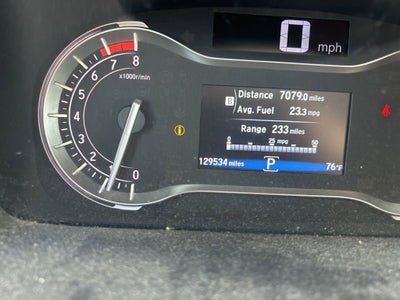 0 mph
8
7
6
5
4
3
2
1
0
x1000r/min
B Distance 7079.0 miles
Avg. Fuel 23.3 mpg
Range 233 miles
0 25 50
mpg
129534 miles P 76°F